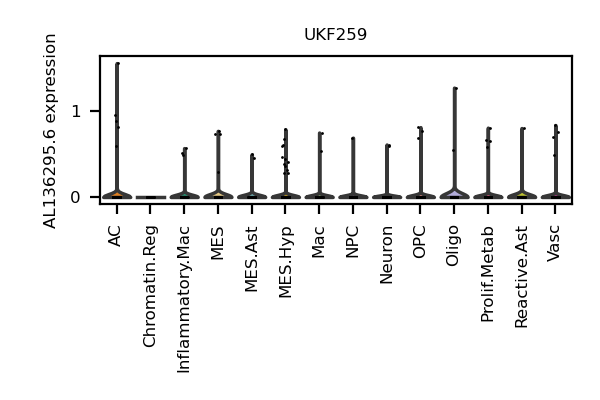 UKF259
AL136295.6 expression
1
0
AC
Chromatin.Reg
Inflammatory.Mac
MES
MES.Ast
MES.Hyp
Mac
NPC
Neuron
OPC
Oligo
Prolif.Metab
Reactive.Ast
Vasc